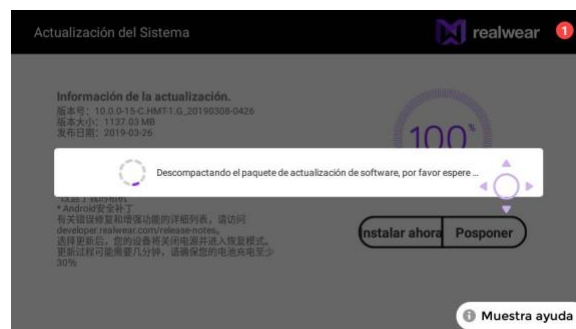 Actualización del Sistema
realwear
1
Información de la actualización.
版本号：10.0.0-15-C.HMT-1.G_20190308-0426
版本大小：1137.03 MB
发布日期：2019-03-26
100%
Descompactando el paquete de actualización de software, por favor espere ...
* Android安全补丁
有关错误修复和增强功能的详细列表，请访问
developer.realwear.com/release-notes。
选择更新后，您的设备将关闭电源并进入恢复模式。
更新过程可能需要几分钟，请确保您的电池充电至少
30%
Instalar ahora
Posponer
Muestra ayuda